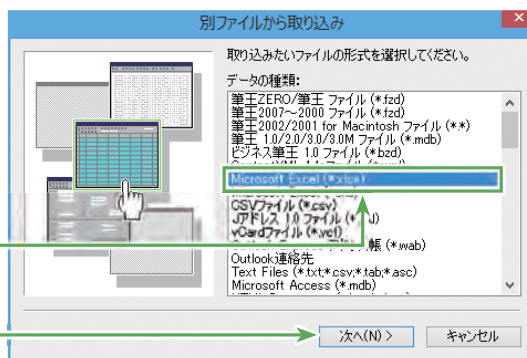 別ファイルから取り込み
取り込みたいファイルの形式を選択してください。
データの種類:
筆王ZERO/筆王 ファイル (*.fzd)
筆王2007～2000 ファイル (*.fzd)
筆王2002/2001 for Macintosh ファイル (*.*)
筆王 1.0/2.0/3.0/3.0M ファイル (*.mdb)
ビジネス筆王 1.0 ファイル (*.bzd)
Microsoft Excel (*.xlsx)
CSVファイル (*.csv)
Jアドレス 1.0 ファイル
vCardファイル (*.vcf)
帳 (*.wab)
Outlook連絡先
Text Files (*.txt;*.csv;*.tab;*.asc)
Microsoft Access (*.mdb)
次へ(N) >
キャンセル